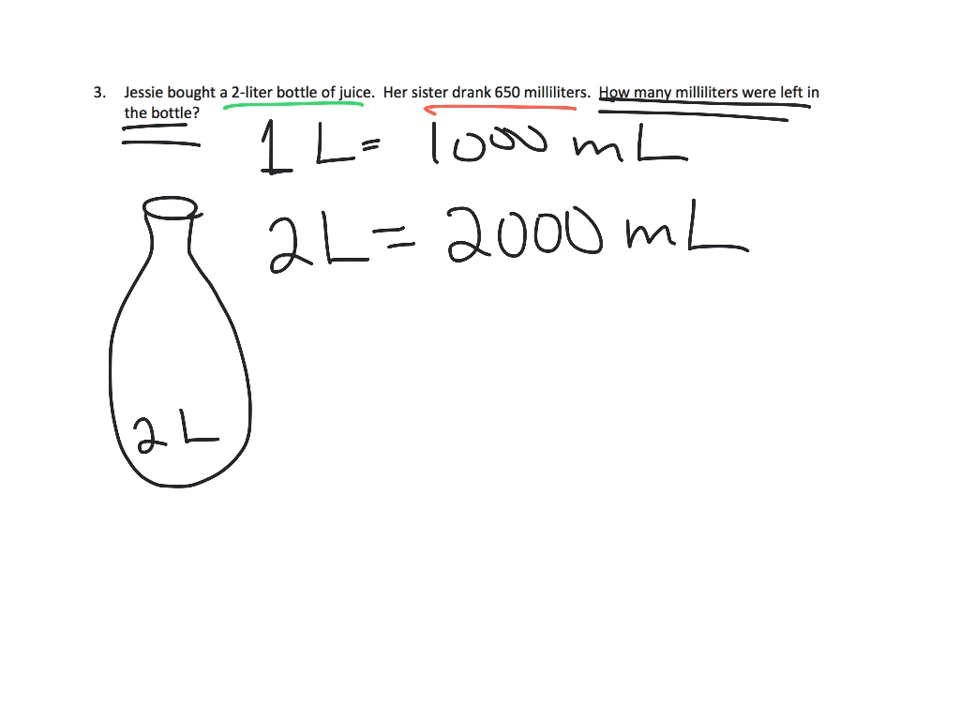 3. Jessie bought a 2-liter bottle of juice. Her sister drank 650 milliliters. How many milliliters were left in
the bottle?
1 L = 1000 mL
2L = 2000 mL
2 L